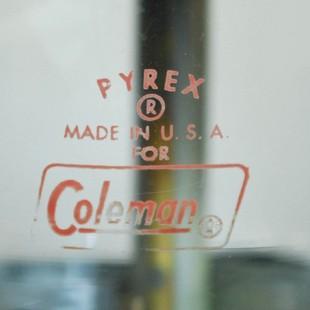 PYREX
®
MADE IN U. S. A.
FOR
Coleman ®